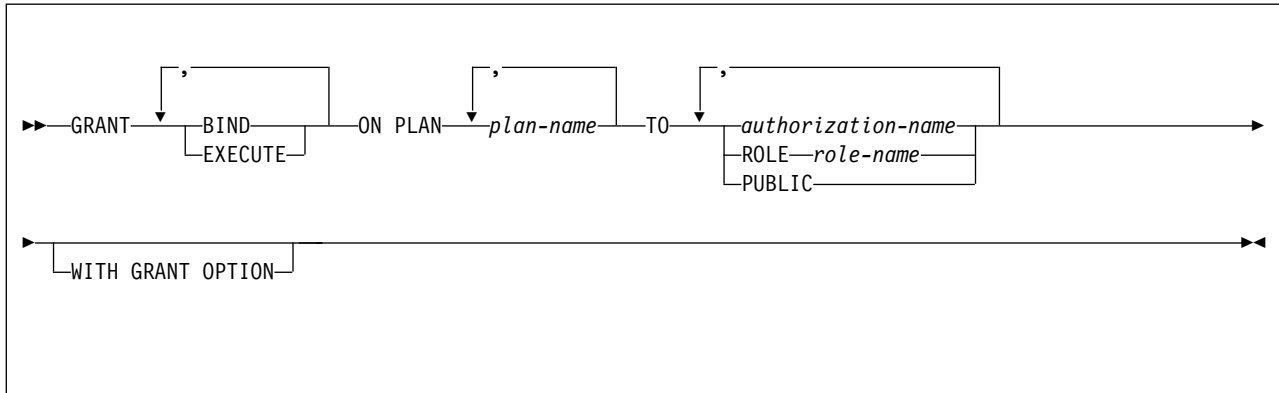 , , ,
GRANT BIND ON PLAN plan-name TO authorization-name
EXECUTE ROLE role-name
PUBLIC
WITH GRANT OPTION